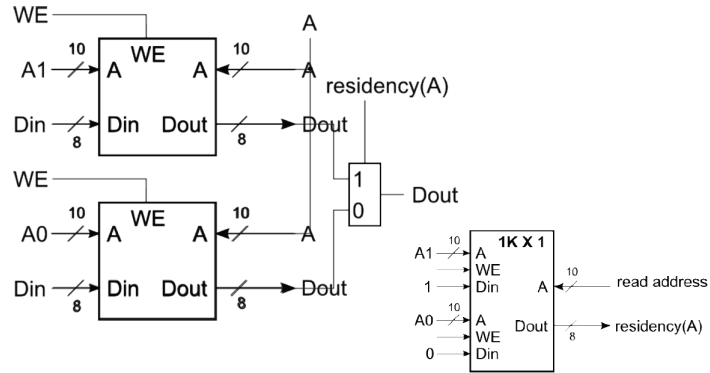 WE
A
10 WE 10
A1 A A A
residency(A)
Din Din Dout Dout
8 8
WE
1
Dout
0
10 WE 10
A0 A A A
1K X 1
10
A1 A
WE 10
Din Din Dout Dout
1 Din A read address
8 8
10
A0 A
Dout residency(A)
WE 8
0 Din